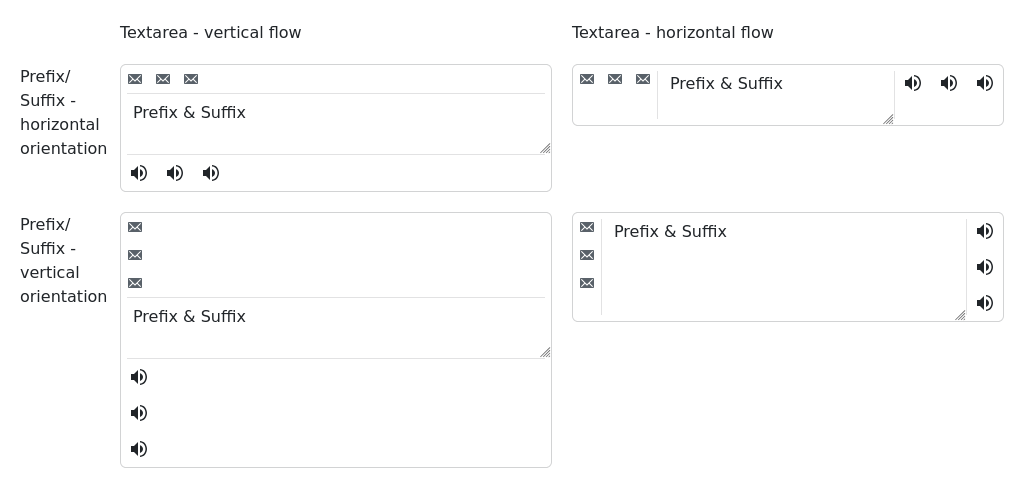 Textarea - vertical flow
Textarea - horizontal flow
Prefix/
Suffix -
horizontal
orientation
Prefix & Suffix
Prefix & Suffix
Prefix/
Suffix -
vertical
orientation
Prefix & Suffix
Prefix & Suffix